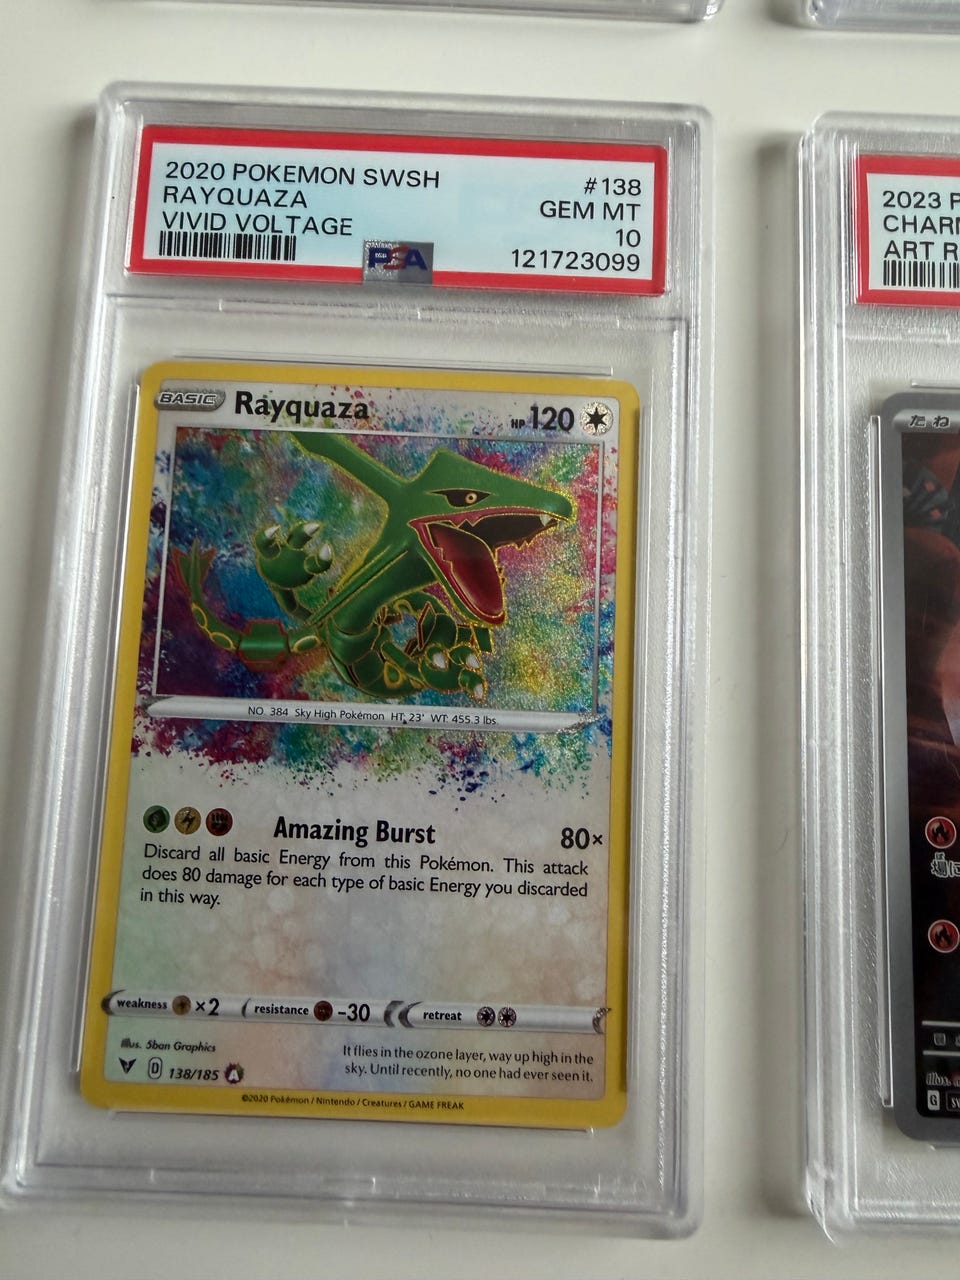 2020 POKEMON SWSH #138
RAYQUAZA GEM MT
VIVID VOLTAGE 10
PSA 121723099
BASIC Rayquaza HP 120
NO. 384 Sky High Pokémon HT: 23' WT: 455.3 lbs.
Amazing Burst 80×
Discard all basic Energy from this Pokémon. This attack
does 80 damage for each type of basic Energy you discarded
in this way.
weakness ×2 resistance -30 retreat
Illus. 5ban Graphics
It flies in the ozone layer, way up high in the
sky. Until recently, no one had ever seen it.
D 138/185 A
©2020 Pokémon / Nintendo / Creatures / GAME FREAK
2023 P
CHARM
ART R
たね
Illus.
G